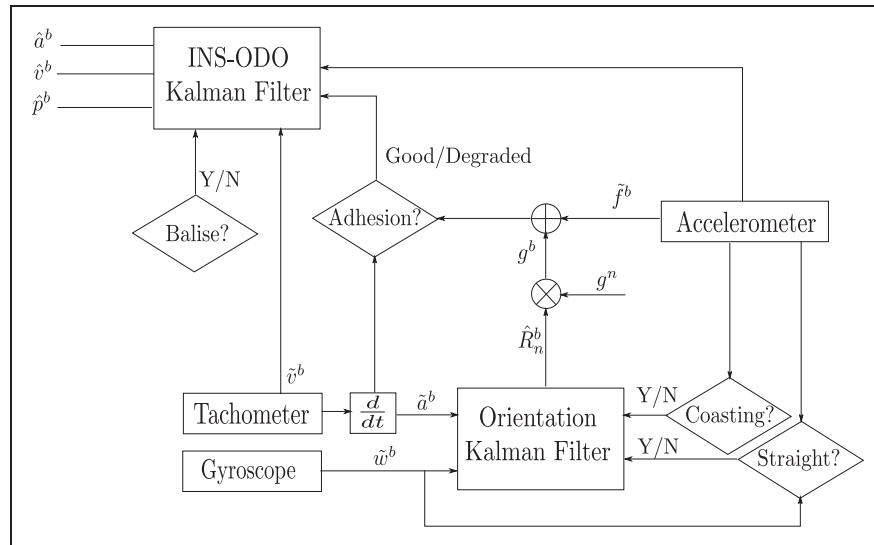 â^b
v̂^b
p̂^b
INS-ODO
Kalman Filter
Good/Degraded
Y/N
Balise?
Adhesion?
f̃^b
Accelerometer
g^b
g^n
R̂_n^b
ṽ^b
Tachometer
d/dt
ã^b
Orientation
Kalman Filter
Y/N
Coasting?
Gyroscope
w̃^b
Y/N
Straight?